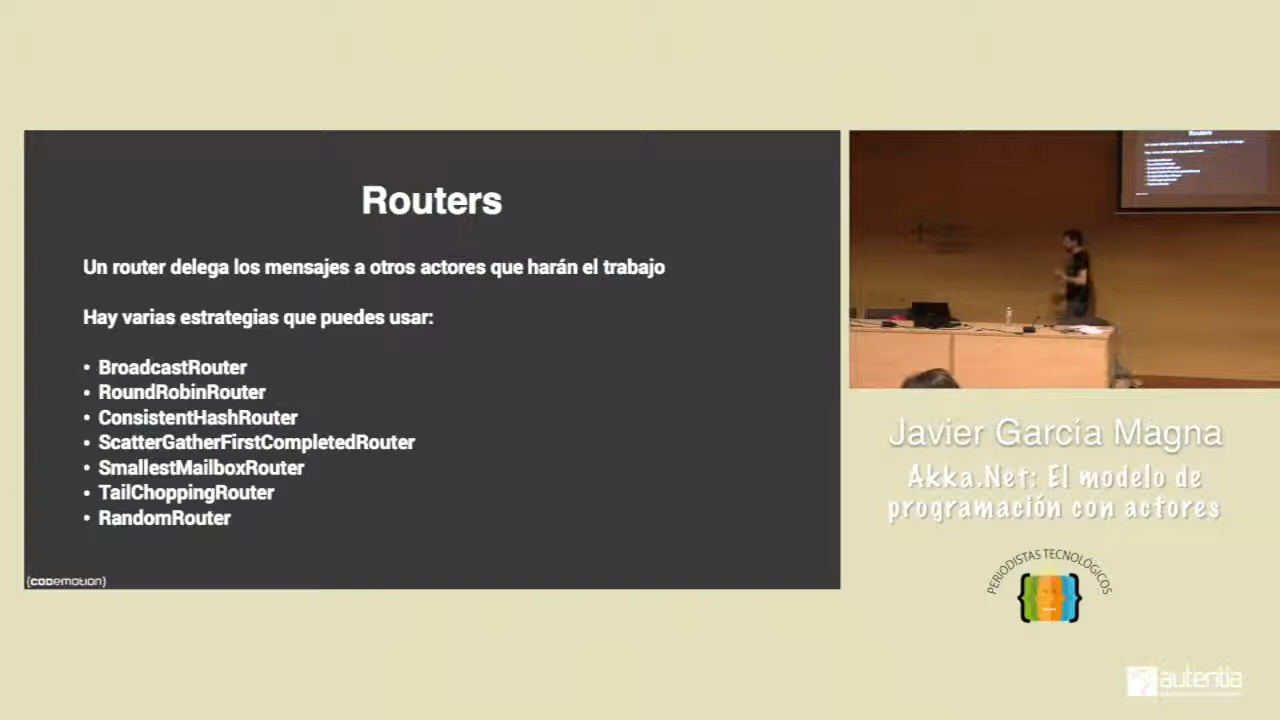 Routers
Un router delega los mensajes a otros actores que harán el trabajo
Hay varias estrategias que puedes usar:
• BroadcastRouter
• RoundRobinRouter
• ConsistentHashRouter
• ScatterGatherFirstCompletedRouter
• SmallestMailboxRouter
• TailChoppingRouter
• RandomRouter
{codemotion}
Routers
Javier García Magna
Akka.Net: El modelo de
programación con actores
PERIODISTAS TECNOLÓGICOS
autentia